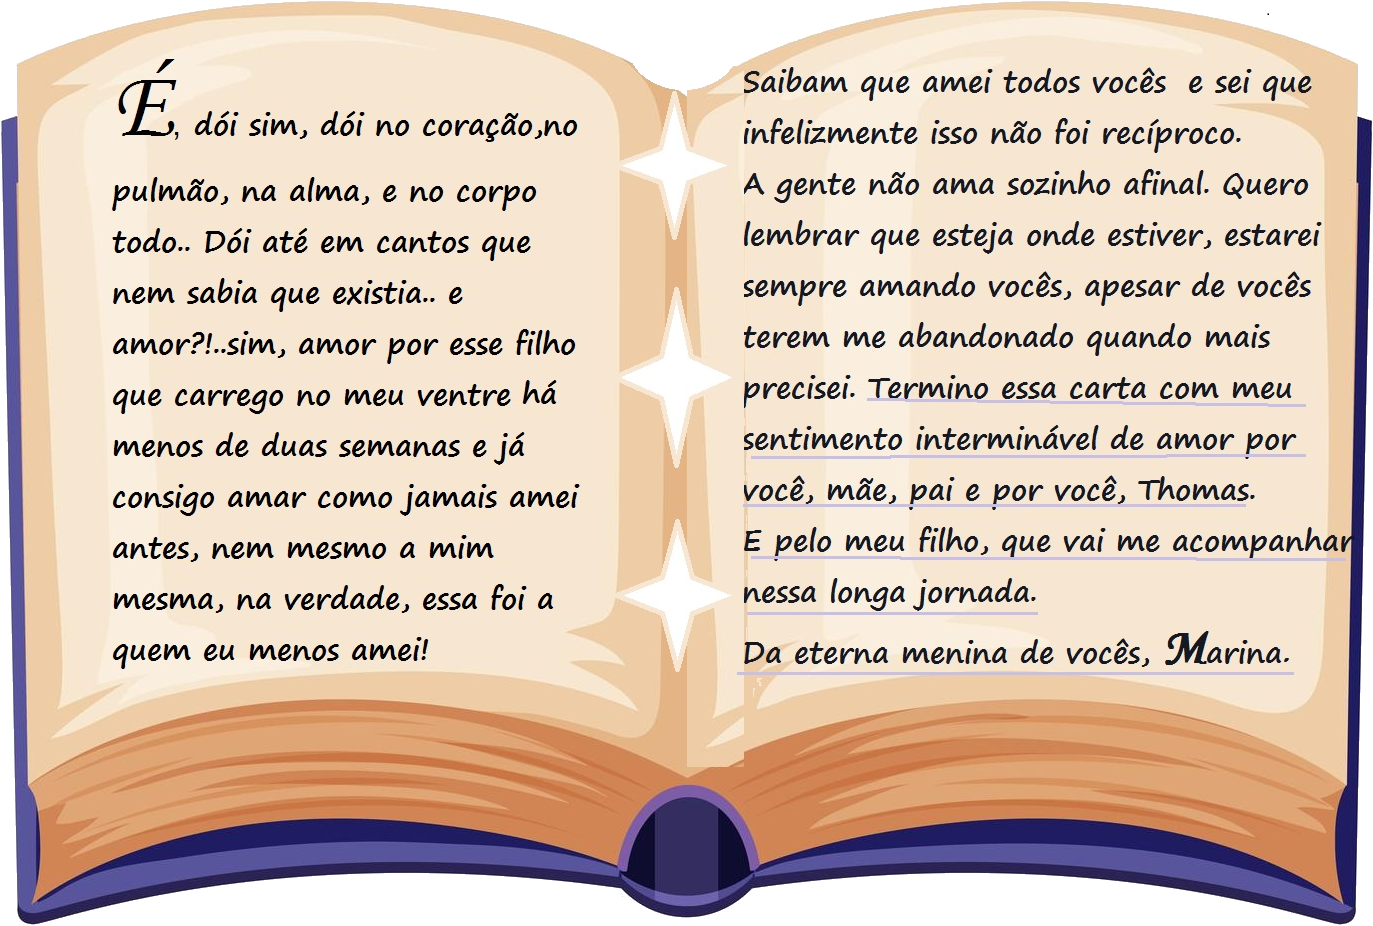 É, dói sim, dói no coração,no
pulmão, na alma, e no corpo
todo.. Dói até em cantos que
nem sabia que existia.. e
amor?!..sim, amor por esse filho
que carrego no meu ventre há
menos de duas semanas e já
consigo amar como jamais amei
antes, nem mesmo a mim
mesma, na verdade, essa foi a
quem eu menos amei!
Saibam que amei todos vocês  e sei que
infelizmente isso não foi recíproco.
A gente não ama sozinho afinal. Quero
lembrar que esteja onde estiver, estarei
sempre amando vocês, apesar de vocês
terem me abandonado quando mais
precisei. Termino essa carta com meu
sentimento interminável de amor por
você, mãe, pai e por você, Thomas.
E pelo meu filho, que vai me acompanhar
nessa longa jornada.
Da eterna menina de vocês, Marina.